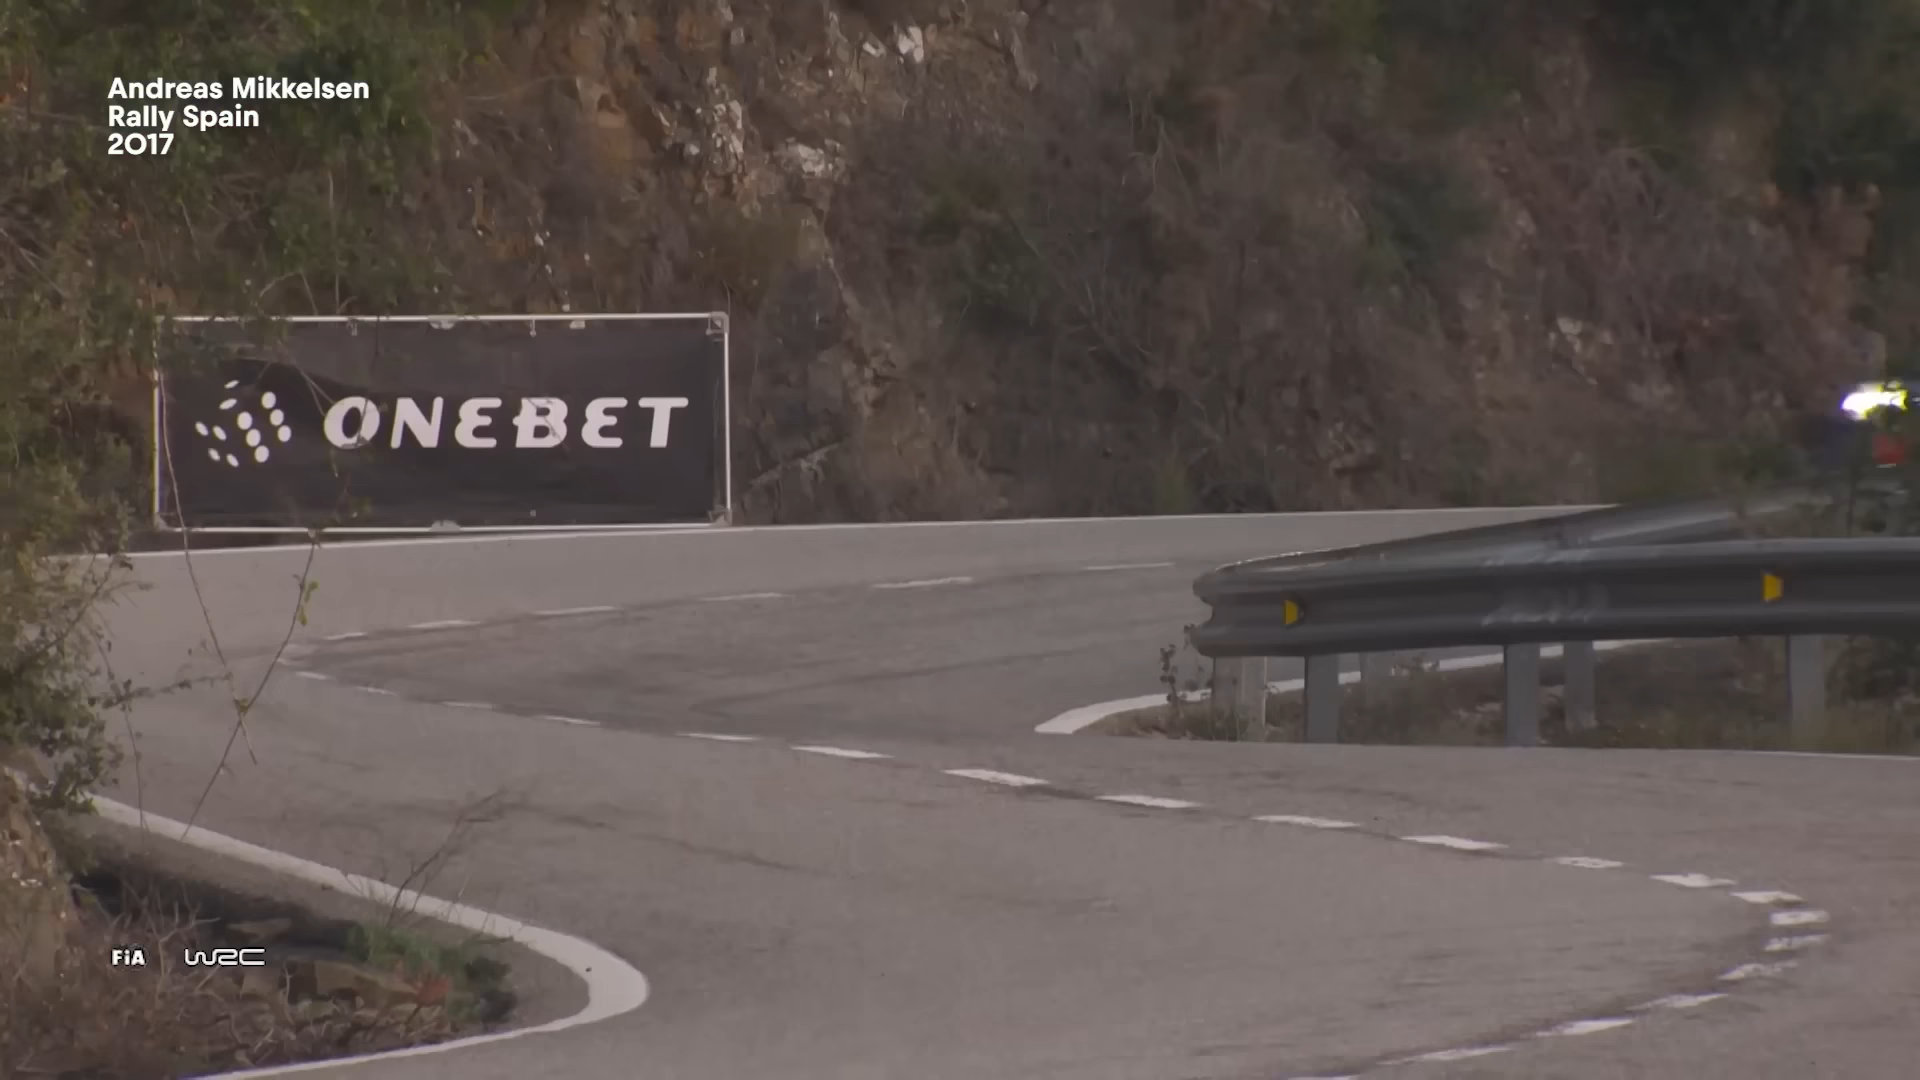 Andreas Mikkelsen
Rally Spain
2017
ONEBET
FiA WRC